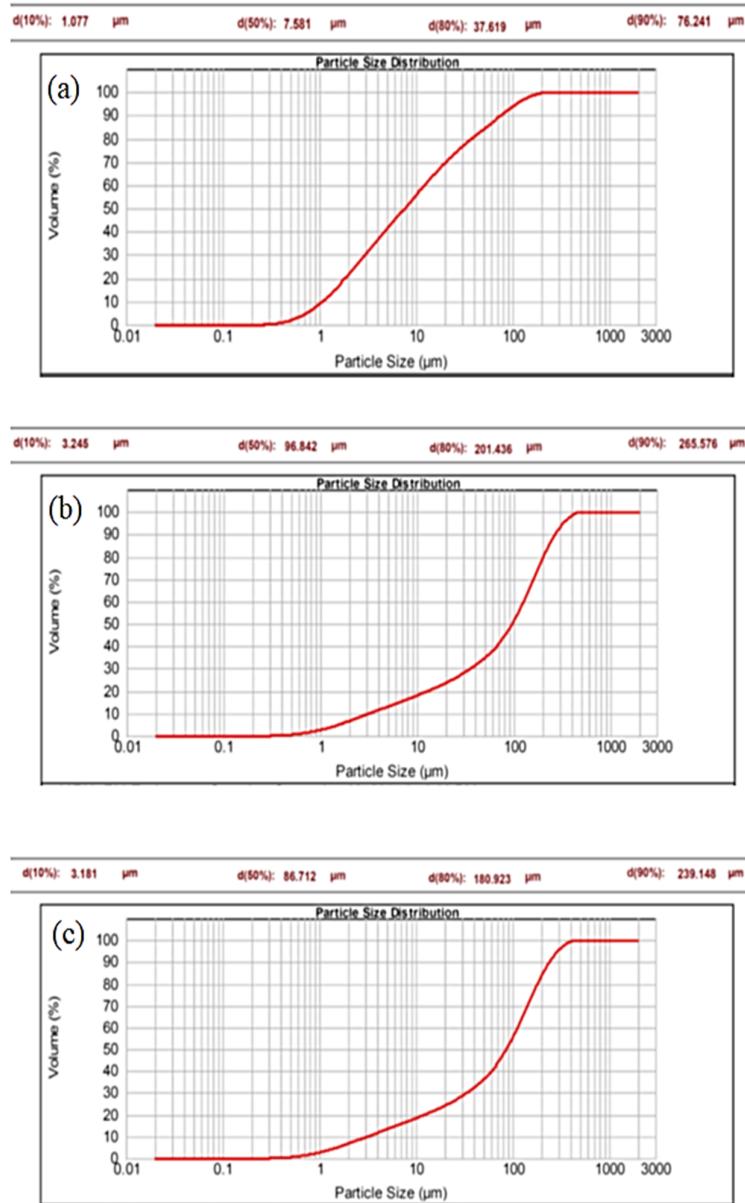 d(10%): 1.077 µm d(50%): 7.581 µm d(80%): 37.619 µm d(90%): 76.241 µm
Particle Size Distribution
(a)
100
90
80
70
60
50
40
30
20
10
0
Volume (%)
0.01 0.1 1 10 100 1000 3000
Particle Size (µm)
d(10%): 3.245 µm d(50%): 96.842 µm d(80%): 201.436 µm d(90%): 265.576 µm
Particle Size Distribution
(b)
100
90
80
70
60
50
40
30
20
10
0
Volume (%)
0.01 0.1 1 10 100 1000 3000
Particle Size (µm)
d(10%): 3.181 µm d(50%): 86.712 µm d(80%): 180.923 µm d(90%): 239.148 µm
Particle Size Distribution
(c)
100
90
80
70
60
50
40
30
20
10
0
Volume (%)
0.01 0.1 1 10 100 1000 3000
Particle Size (µm)